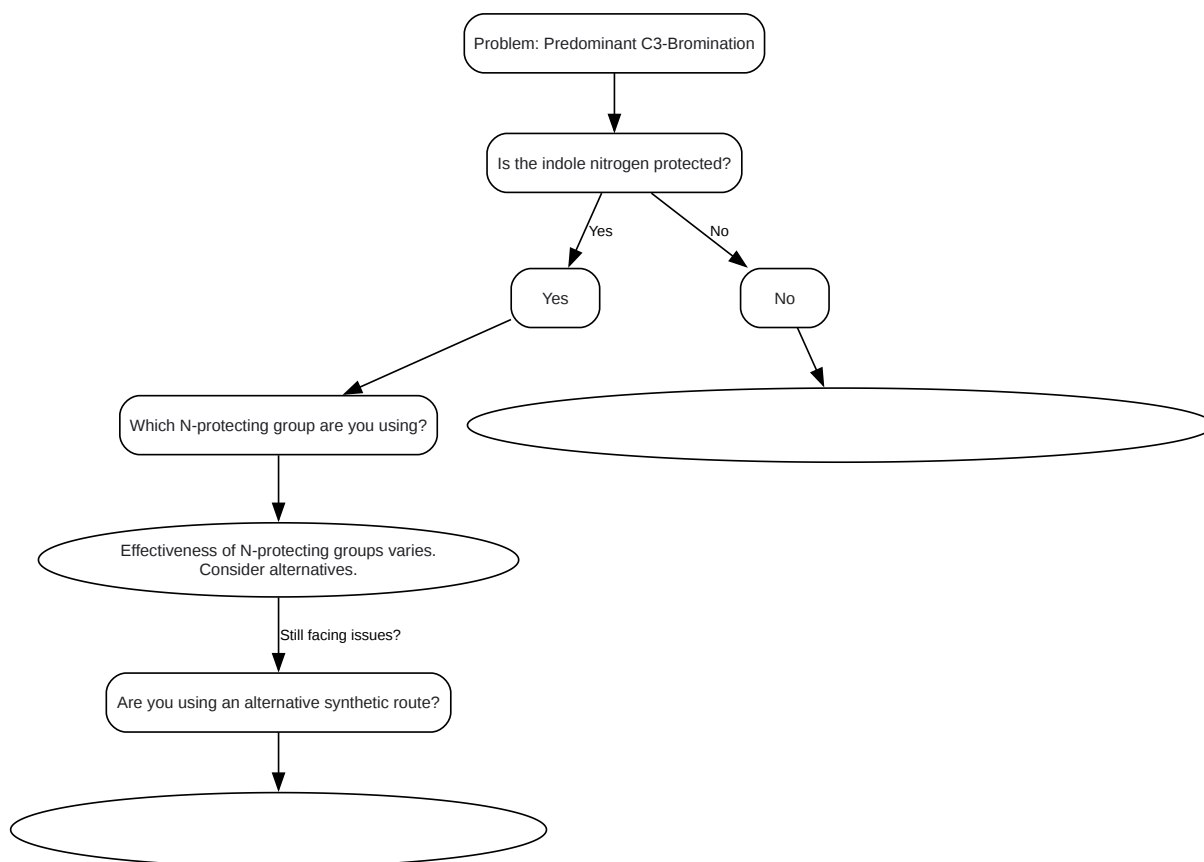 Problem: Predominant C3-Bromination
Is the indole nitrogen protected?
Yes
No
Yes
No
Which N-protecting group are you using?
Effectiveness of N-protecting groups varies.
Consider alternatives.
Still facing issues?
Are you using an alternative synthetic route?